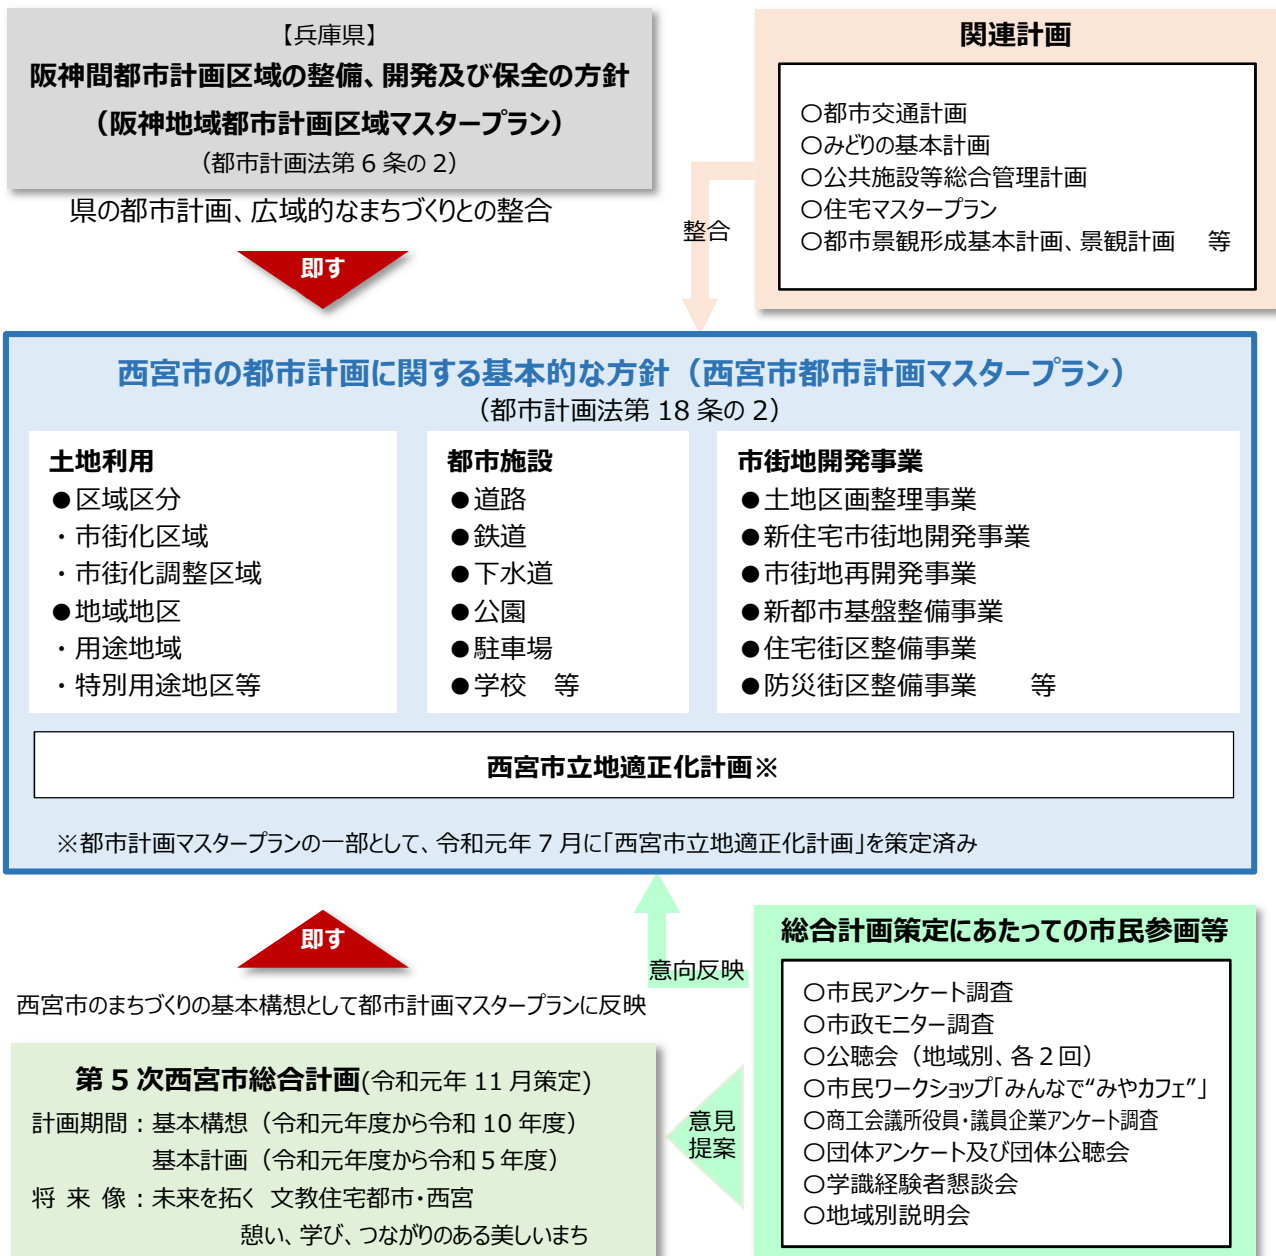 【兵庫県】
阪神間都市計画区域の整備、開発及び保全の方針
（阪神地域都市計画区域マスタープラン）
（都市計画法第 6 条の 2）
県の都市計画、広域的なまちづくりとの整合
即す
関連計画
〇都市交通計画
〇みどりの基本計画
〇公共施設等総合管理計画
〇住宅マスタープラン
〇都市景観形成基本計画、景観計画　等
整合
西宮市の都市計画に関する基本的な方針（西宮市都市計画マスタープラン）
（都市計画法第 18 条の 2）
土地利用
●区域区分
・市街化区域
・市街化調整区域
●地域地区
・用途地域
・特別用途地区等
都市施設
●道路
●鉄道
●下水道
●公園
●駐車場
●学校　等
市街地開発事業
●土地区画整理事業
●新住宅市街地開発事業
●市街地再開発事業
●新都市基盤整備事業
●住宅街区整備事業
●防災街区整備事業　　等
西宮市立地適正化計画※
※都市計画マスタープランの一部として、令和元年 7 月に「西宮市立地適正化計画」を策定済み
即す
西宮市のまちづくりの基本構想として都市計画マスタープランに反映
意向反映
第 5 次西宮市総合計画(令和元年 11 月策定)
計画期間：基本構想（令和元年度から令和 10 年度）
基本計画（令和元年度から令和 5 年度）
将 来 像：未来を拓く 文教住宅都市・西宮
憩い、学び、つながりのある美しいまち
意見
提案
総合計画策定にあたっての市民参画等
〇市民アンケート調査
〇市政モニター調査
〇公聴会（地域別、各 2 回）
〇市民ワークショップ「みんなで“みやカフェ”」
〇商工会議所役員・議員企業アンケート調査
〇団体アンケート及び団体公聴会
〇学識経験者懇談会
〇地域別説明会